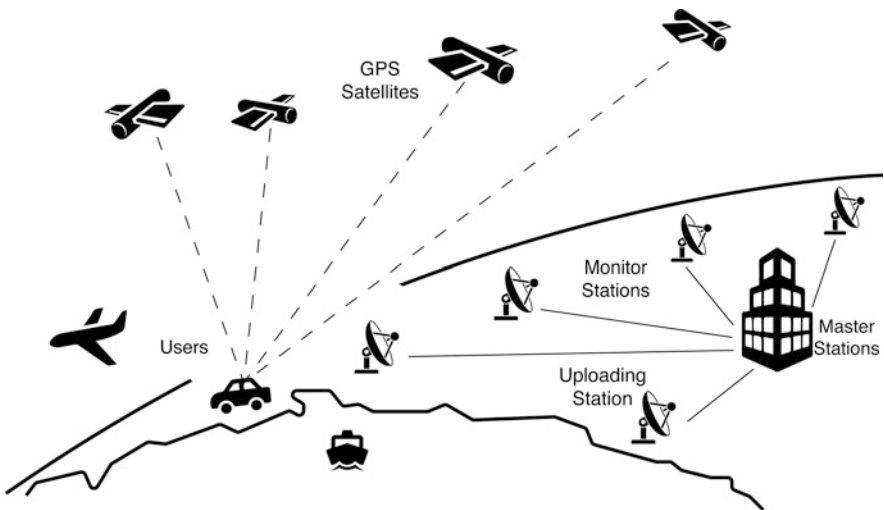 GPS
Satellites
Monitor
Stations
Users
Master
Stations
Uploading
Station